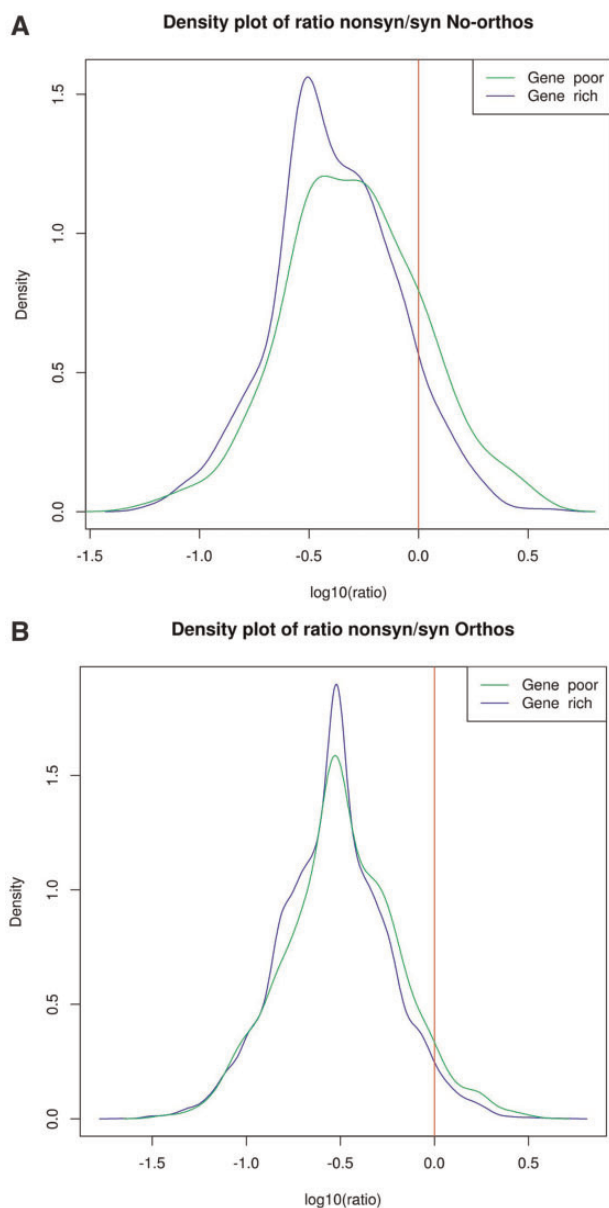 A
Density plot of ratio nonsyn/syn No-orthos
Gene poor
Gene rich
1.5
1.0
0.5
0.0
Density
-1.5 -1.0 -0.5 0.0 0.5
log10(ratio)
B
Density plot of ratio nonsyn/syn Orthos
Gene poor
Gene rich
1.5
1.0
0.5
0.0
Density
-1.5 -1.0 -0.5 0.0 0.5
log10(ratio)